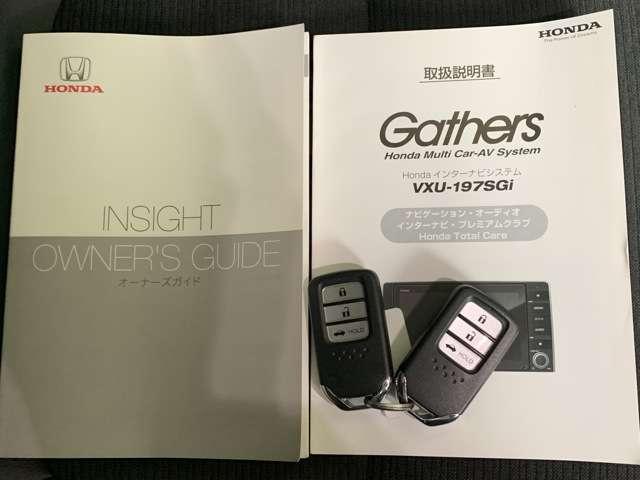 HONDA
INSIGHT
OWNER'S GUIDE
オーナーズガイド
HONDA
The Power of Dreams
取扱説明書
Gathers
Honda Multi Car-AV System
Honda インターナビシステム
VXU-197SGi
ナビゲーション・オーディオ
インターナビ・プレミアムクラブ
Honda Total Care
HOLD
HOLD